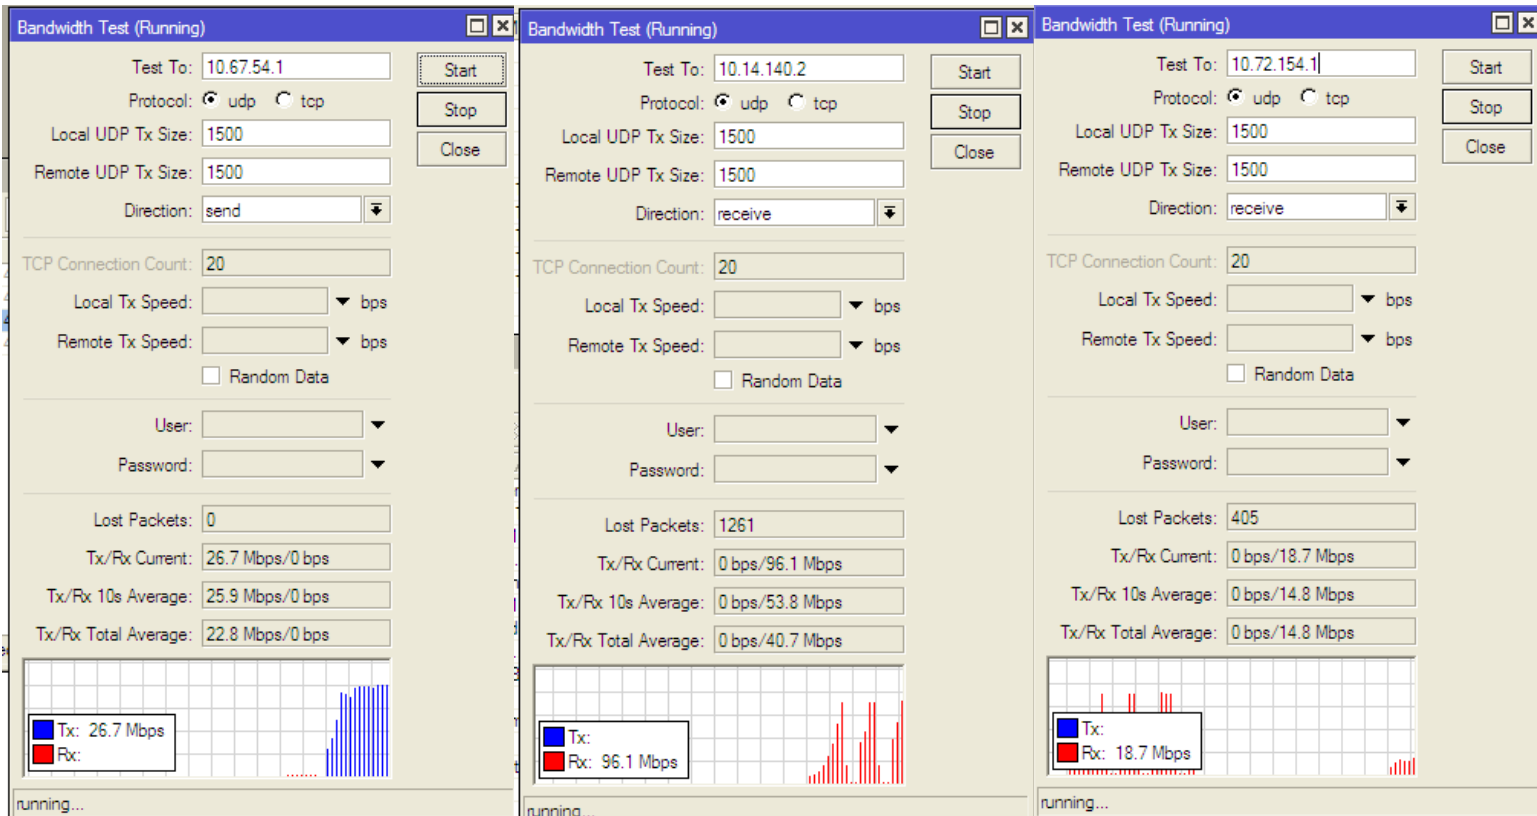 Bandwidth Test (Running)
Test To: 10.67.54.1
Start
Protocol: udp tcp
Stop
Local UDP Tx Size: 1500
Close
Remote UDP Tx Size: 1500
Direction: send
TCP Connection Count: 20
Local Tx Speed: bps
Remote Tx Speed: bps
Random Data
User:
Password:
Lost Packets: 0
Tx/Rx Current: 26.7 Mbps/0 bps
Tx/Rx 10s Average: 25.9 Mbps/0 bps
Tx/Rx Total Average: 22.8 Mbps/0 bps
Tx: 26.7 Mbps
Rx:
running...
Bandwidth Test (Running)
Test To: 10.14.140.2
Start
Protocol: udp tcp
Stop
Local UDP Tx Size: 1500
Close
Remote UDP Tx Size: 1500
Direction: receive
TCP Connection Count: 20
Local Tx Speed: bps
Remote Tx Speed: bps
Random Data
User:
Password:
Lost Packets: 1261
Tx/Rx Current: 0 bps/96.1 Mbps
Tx/Rx 10s Average: 0 bps/53.8 Mbps
Tx/Rx Total Average: 0 bps/40.7 Mbps
Tx:
Rx: 96.1 Mbps
running...
Bandwidth Test (Running)
Test To: 10.72.154.1
Start
Protocol: udp tcp
Stop
Local UDP Tx Size: 1500
Close
Remote UDP Tx Size: 1500
Direction: receive
TCP Connection Count: 20
Local Tx Speed: bps
Remote Tx Speed: bps
Random Data
User:
Password:
Lost Packets: 405
Tx/Rx Current: 0 bps/18.7 Mbps
Tx/Rx 10s Average: 0 bps/14.8 Mbps
Tx/Rx Total Average: 0 bps/14.8 Mbps
Tx:
Rx: 18.7 Mbps
running...